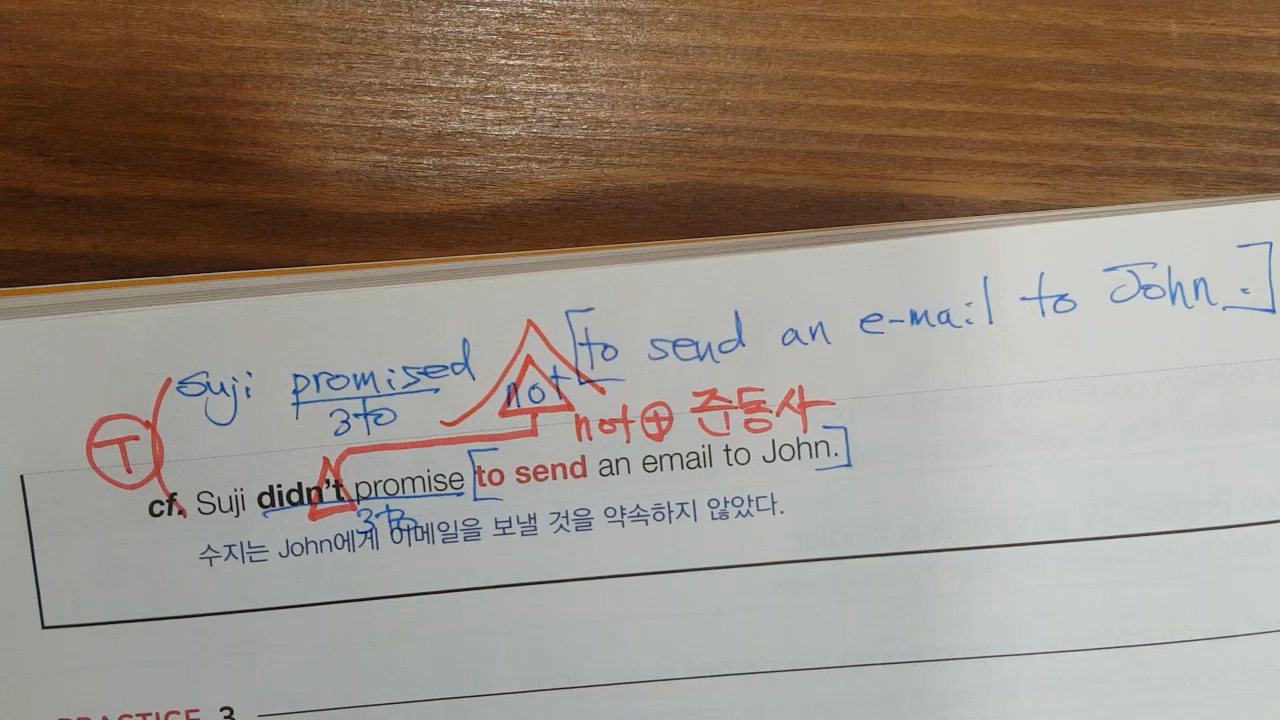 Suji promised not [to send an e-mail to John.]
3to
not⊕준동사
T
cf. Suji didn't promise [to send an email to John.]
3to
수지는 John에게 이메일을 보낼 것을 약속하지 않았다.
PRACTICE 3